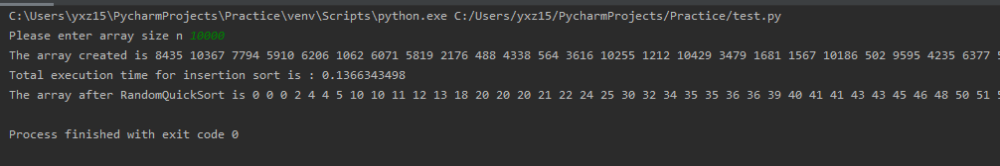 C:\Users\yxz15\PycharmProjects\Practice\venv\Scripts\python.exe C:/Users/yxz15/PycharmProjects/Practice/test.py
Please enter array size n 10000
The array created is 8435 10367 7794 5910 6206 1062 6071 5819 2176 488 4338 564 3616 10255 1212 10429 3479 1681 1567 10186 502 9595 4235 6377
Total execution time for insertion sort is : 0.1366343498
The array after RandomQuickSort is 0 0 0 2 4 4 5 10 10 11 12 13 18 20 20 20 21 22 24 25 30 32 34 35 35 36 36 39 40 41 41 43 43 45 46 48 50 51
Process finished with exit code 0